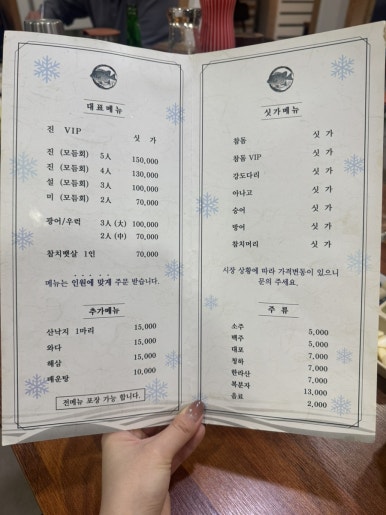 대표메뉴
진 VIP 싯 가
진 (모듬회) 5人 150,000
진 (모듬회) 4人 130,000
설 (모듬회) 3人 100,000
미 (모듬회) 2人 70,000
광어/우럭 3人 (大) 100,000
2人 (中) 70,000
참치뱃살 1인 70,000
메뉴는 인원에 맞게 주문 받습니다.
추가메뉴
산낙지 1마리 15,000
와다 15,000
해삼 15,000
매운탕 10,000
전메뉴 포장 가능 합니다.
싯가메뉴
참돔 싯 가
참돔 VIP 싯 가
강도다리 싯 가
아나고 싯 가
숭어 싯 가
방어 싯 가
참치머리 싯 가
시장 상황에 따라 가격변동이 있으니
문의 주세요.
주 류
소주 5,000
맥주 5,000
대포 7,000
청하 7,000
한라산 7,000
복분자 13,000
음료 2,000